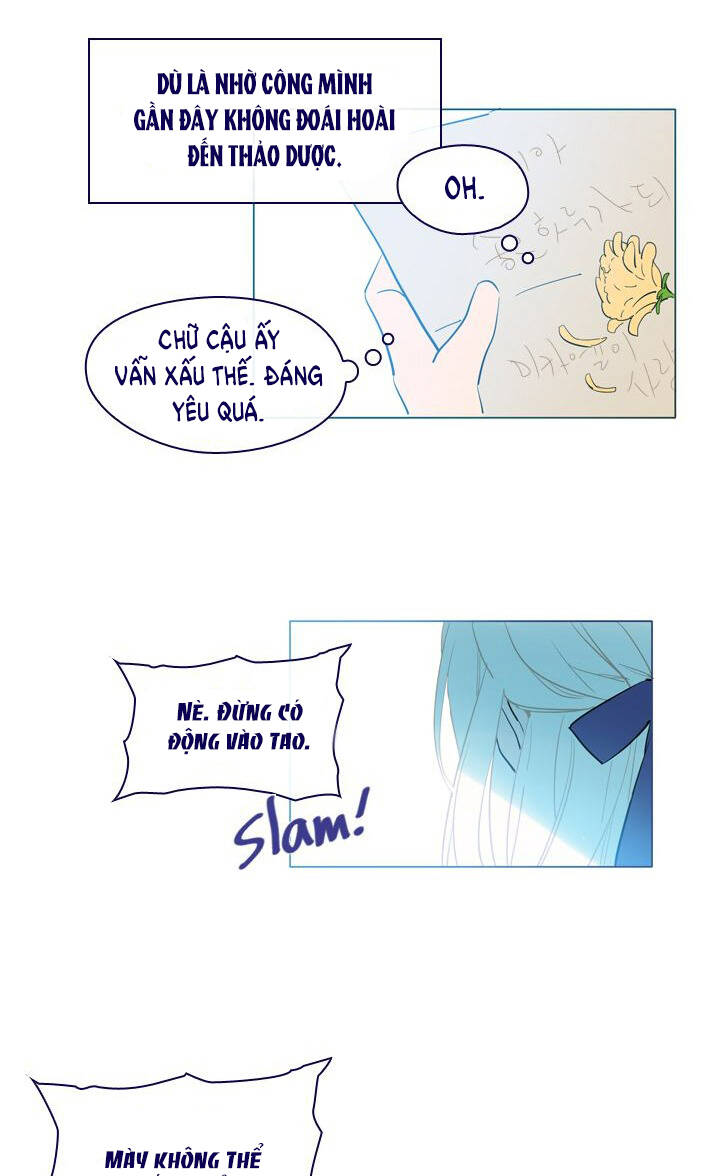 DÙ LÀ NHỜ CÔNG MÌNH
GẦN ĐÂY KHÔNG ĐOÁI HOÀI
ĐẾN THẢO DƯỢC.
OH.
CHỮ CẬU ẤY
VẪN XẤU THẾ. ĐÁNG
YÊU QUÁ.
NÈ. ĐỪNG CÓ
ĐỘNG VÀO TAO.
Slam!
MÀY KHÔNG THỂ